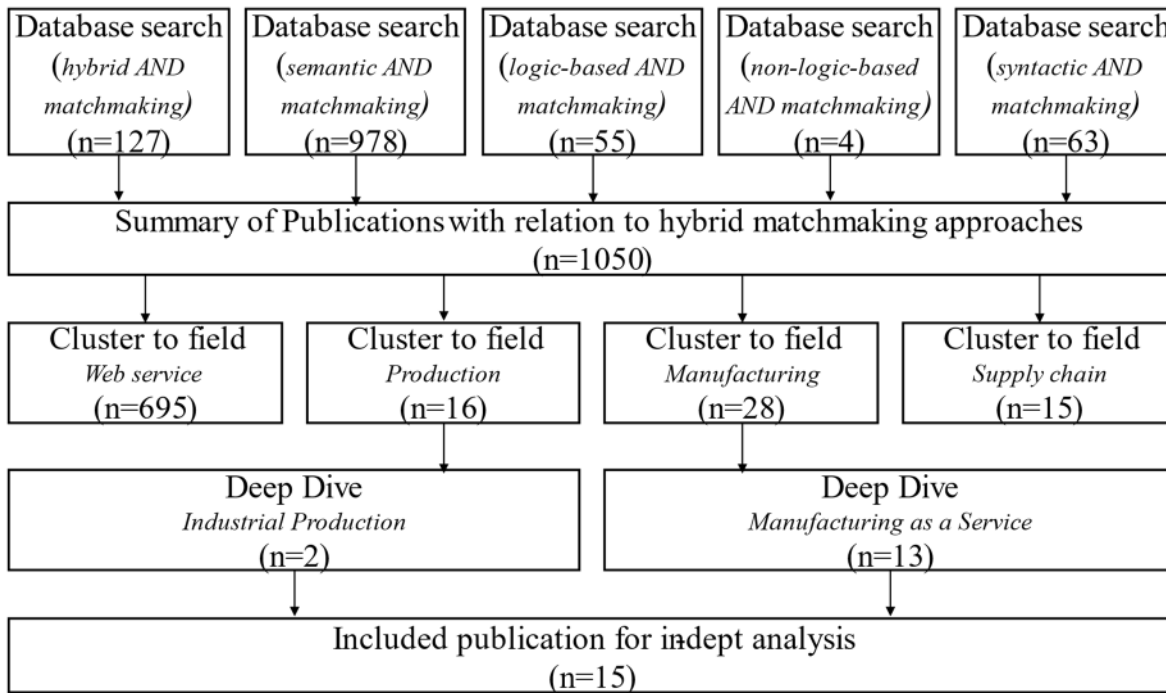 Database search
(hybrid AND
matchmaking)
(n=127)
Database search
(semantic AND
matchmaking)
(n=978)
Database search
(logic-based AND
matchmaking)
(n=55)
Database search
(non-logic-based
AND matchmaking)
(n=4)
Database search
(syntactic AND
matchmaking)
(n=63)
Summary of Publications with relation to hybrid matchmaking approaches
(n=1050)
Cluster to field
Web service
(n=695)
Cluster to field
Production
(n=16)
Cluster to field
Manufacturing
(n=28)
Cluster to field
Supply chain
(n=15)
Deep Dive
Industrial Production
(n=2)
Deep Dive
Manufacturing as a Service
(n=13)
Included publication for in-dept analysis
(n=15)